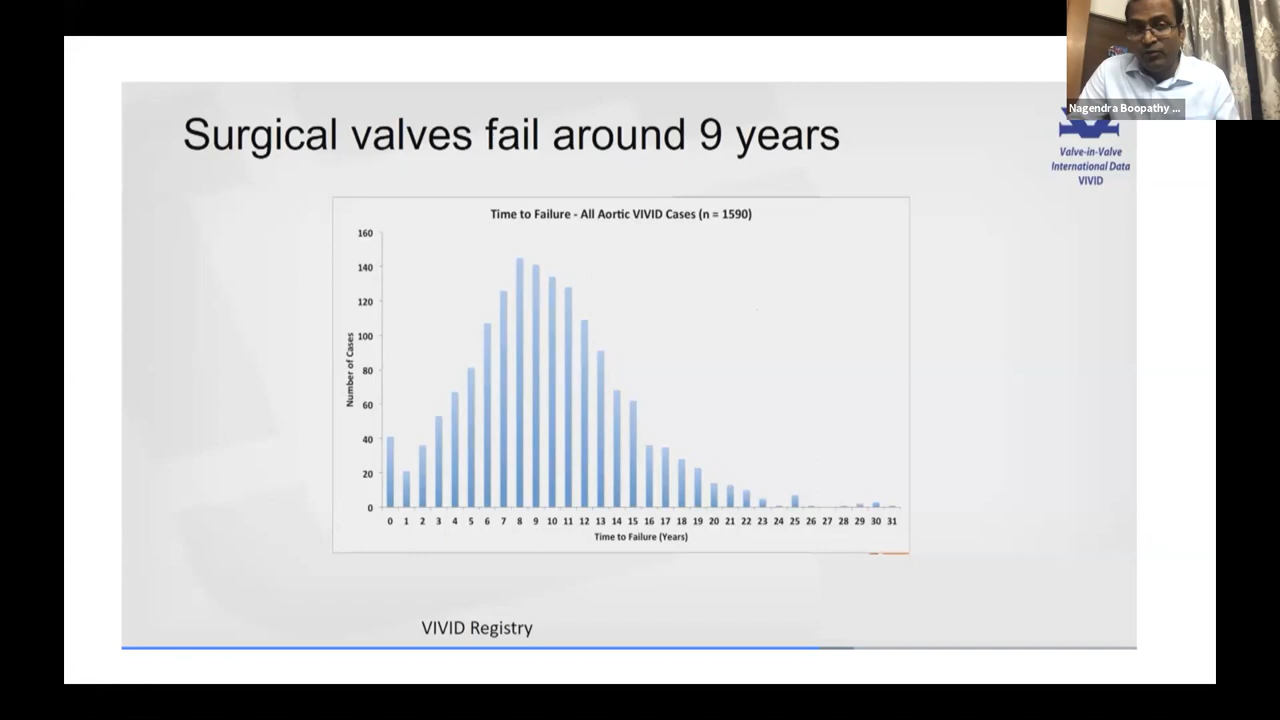 Nagendra Boopathy ...
Surgical valves fail around 9 years
Valve-in-Valve
International Data
VIVID
Time to Failure - All Aortic VIVID Cases (n = 1590)
160
140
120
100
80
60
40
20
0
Number of Cases
0 1 2 3 4 5 6 7 8 9 10 11 12 13 14 15 16 17 18 19 20 21 22 23 24 25 26 27 28 29 30 31
Time to Failure (Years)
VIVID Registry